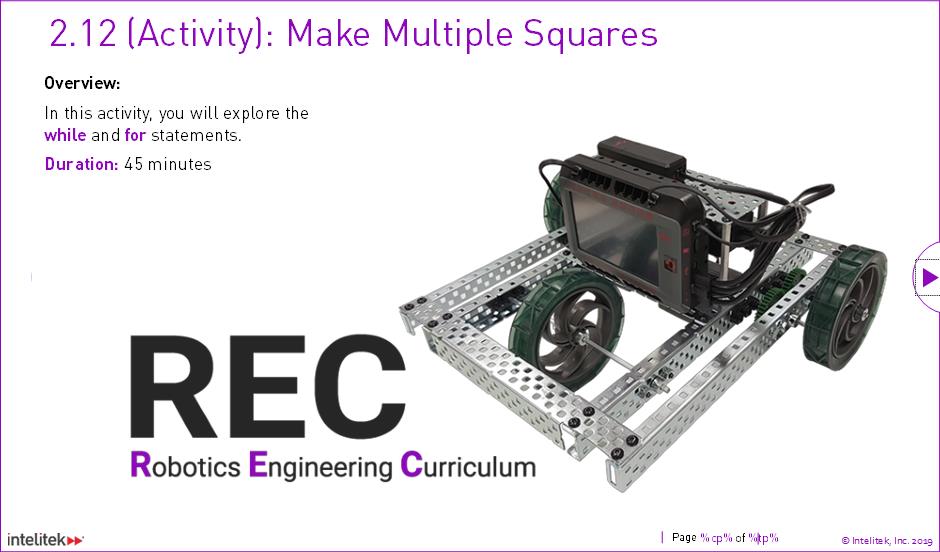 2.12 (Activity): Make Multiple Squares
Overview:
In this activity, you will explore the
while and for statements.
Duration: 45 minutes
REC
Robotics Engineering Curriculum
intelitek
Page %cp% of %tp%
© Intelitek, Inc. 2019